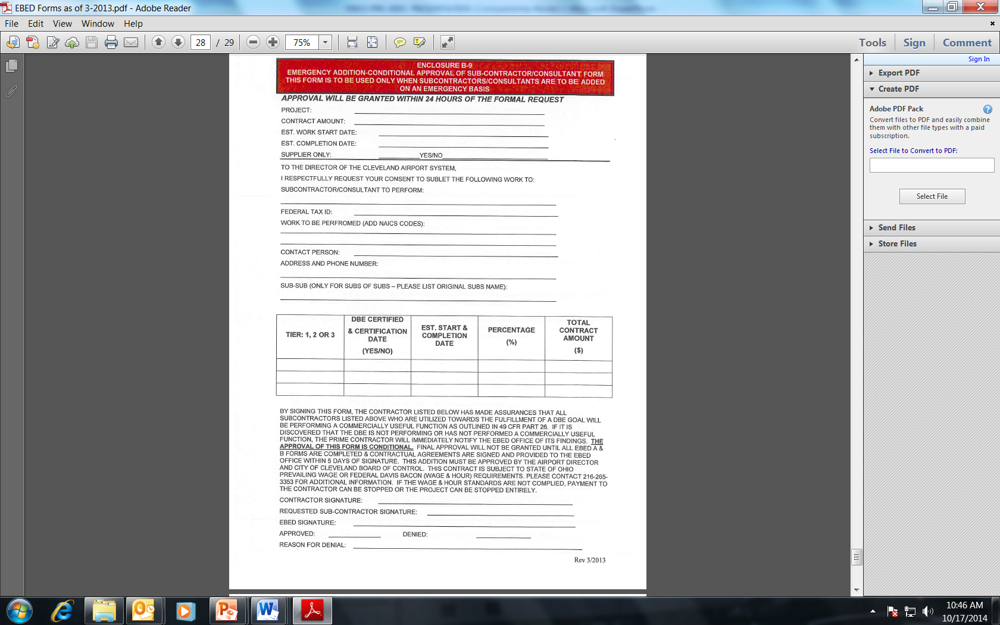 EBED Forms as of 3-2013.pdf - Adobe Reader
File Edit View Window Help
28 / 29 75% Tools Sign Comment
Sign In
Export PDF
Create PDF
Adobe PDF Pack
Convert files to PDF and easily combine
them with other file types with a paid
subscription.
Select File to Convert to PDF:
Select File
Send Files
Store Files
ENCLOSURE B-9
EMERGENCY ADDITION-CONDITIONAL APPROVAL OF SUB-CONTRACTOR/CONSULTANT FORM
THIS FORM IS TO BE USED ONLY WHEN SUBCONTRACTORS/CONSULTANTS ARE TO BE ADDED
ON AN EMERGENCY BASIS
APPROVAL WILL BE GRANTED WITHIN 24 HOURS OF THE FORMAL REQUEST
PROJECT:
CONTRACT AMOUNT:
EST. WORK START DATE:
EST. COMPLETION DATE:
SUPPLIER ONLY: YES/NO
TO THE DIRECTOR OF THE CLEVELAND AIRPORT SYSTEM,
I RESPECTFULLY REQUEST YOUR CONSENT TO SUBLET THE FOLLOWING WORK TO:
SUBCONTRACTOR/CONSULTANT TO PERFORM:
FEDERAL TAX ID:
WORK TO BE PERFROMED (ADD NAICS CODES):
CONTACT PERSON:
ADDRESS AND PHONE NUMBER:
SUB-SUB (ONLY FOR SUBS OF SUBS – PLEASE LIST ORIGINAL SUBS NAME):
TIER: 1, 2 OR 3
DBE CERTIFIED
& CERTIFICATION
DATE
(YES/NO)
EST. START &
COMPLETION
DATE
PERCENTAGE
(%)
TOTAL
CONTRACT
AMOUNT
($)
BY SIGNING THIS FORM, THE CONTRACTOR LISTED BELOW HAS MADE ASSURANCES THAT ALL
SUBCONTRACTORS LISTED ABOVE WHO ARE UTILIZED TOWARDS THE FULFILLMENT OF A DBE GOAL WILL
BE PERFORMING A COMMERCIALLY USEFUL FUNCTION AS OUTLINED IN 49 CFR PART 26. IF IT IS
DISCOVERED THAT THE DBE IS NOT PERFORMING OR HAS NOT PERFORMED A COMMERCIALLY USEFUL
FUNCTION, THE PRIME CONTRACTOR WILL IMMEDIATELY NOTIFY THE EBED OFFICE OF ITS FINDINGS. THE
APPROVAL OF THIS FORM IS CONDITIONAL. FINAL APPROVAL WILL NOT BE GRANTED UNTIL ALL EBED A &
B FORMS ARE COMPLETED & CONTRACTUAL AGREEMENTS ARE SIGNED AND PROVIDED TO THE EBED
OFFICE WITHIN 5 DAYS OF SIGNATURE. THIS ADDITION MUST BE APPROVED BY THE AIRPORT DIRECTOR
AND CITY OF CLEVELAND BOARD OF CONTROL. THIS CONTRACT IS SUBJECT TO STATE OF OHIO
PREVAILING WAGE OR FEDERAL DAVIS BACON (WAGE & HOUR) REQUIREMENTS. PLEASE CONTACT 216-265-
3353 FOR ADDITIONAL INFORMATION. IF THE WAGE & HOUR STANDARDS ARE NOT COMPLIED, PAYMENT TO
THE CONTRACTOR CAN BE STOPPED OR THE PROJECT CAN BE STOPPED ENTIRELY.
CONTRACTOR SIGNATURE:
REQUESTED SUB-CONTRACTOR SIGNATURE:
EBED SIGNATURE:
APPROVED: DENIED:
REASON FOR DENIAL:
Rev 3/2013
10:46 AM
10/17/2014